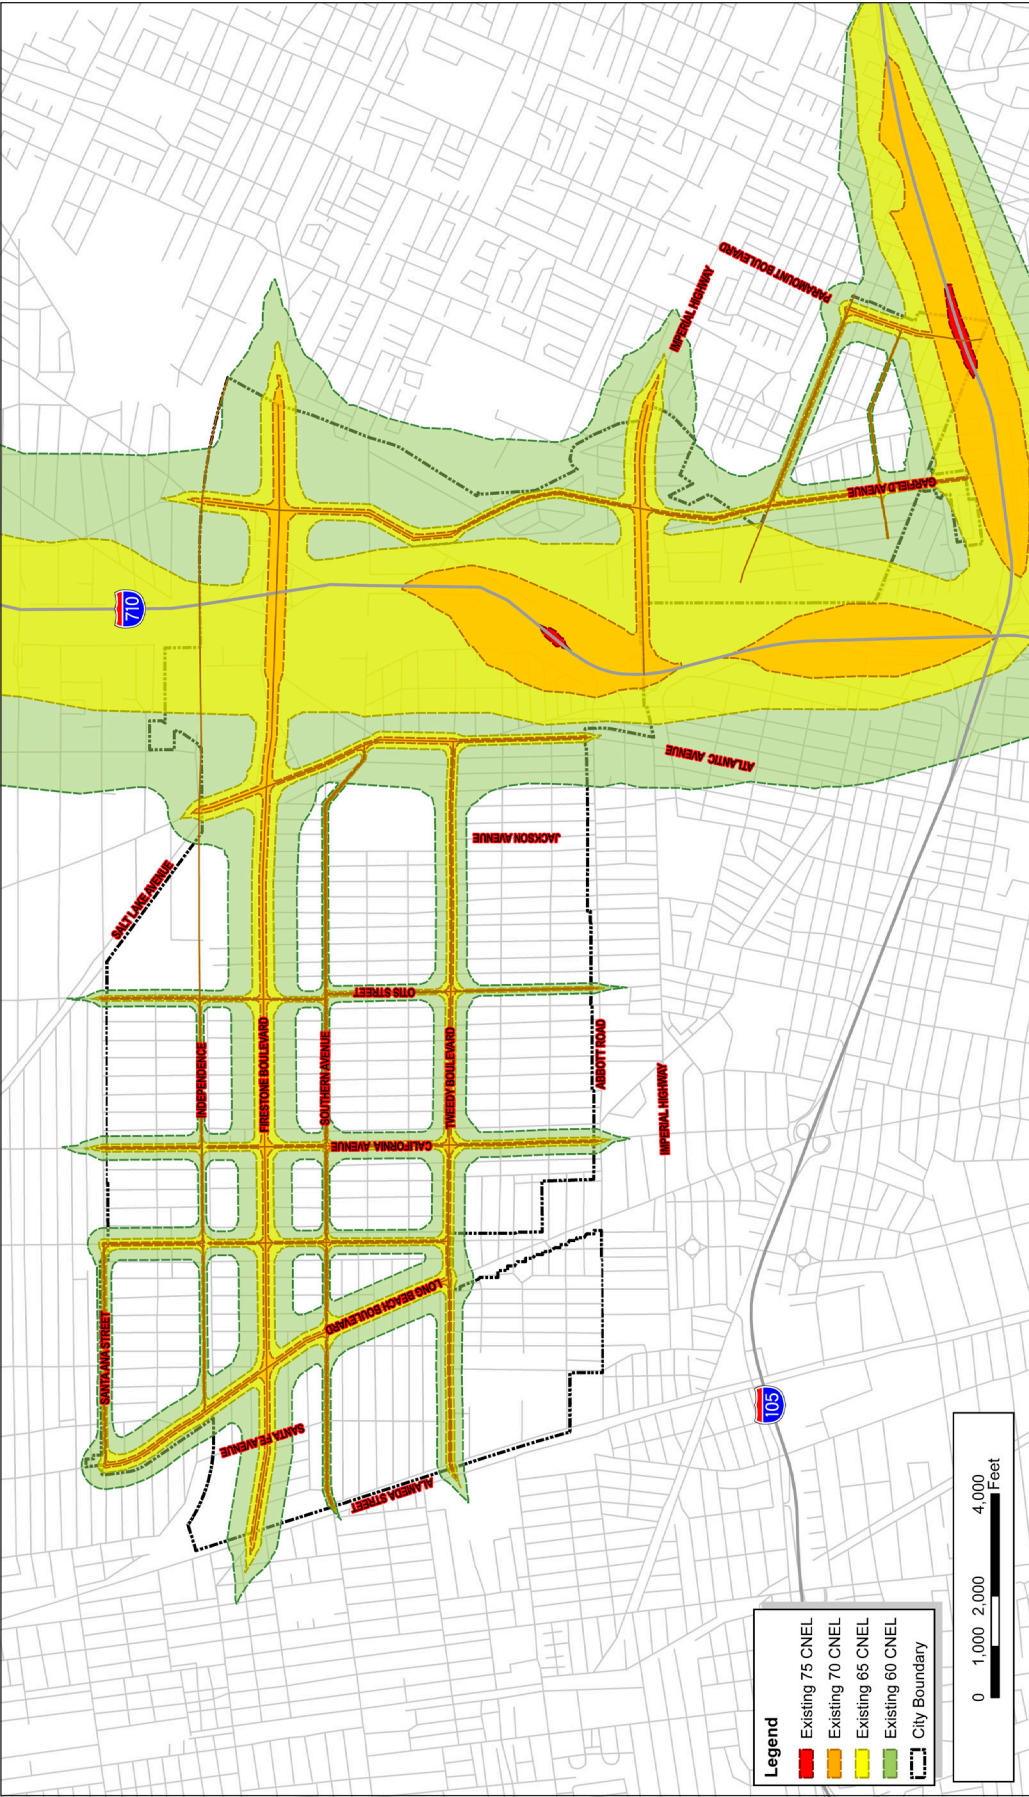 710
IMPERIAL HIGHWAY
PARAMOUNT BOULEVARD
GARFIELD AVENUE
ATLANTIC AVENUE
SALT LAKE AVENUE
JACKSON AVENUE
OTIS STREET
INDEPENDENCE
FIRESTONE BOULEVARD
SOUTHERN AVENUE
TWEEDY BOULEVARD
ABBOTT ROAD
IMPERIAL HIGHWAY
CALIFORNIA AVENUE
LONG BEACH BOULEVARD
SANTA ANA STREET
SANTA FE AVENUE
ALAMEDA STREET
105
Legend
Existing 75 CNEL
Existing 70 CNEL
Existing 65 CNEL
Existing 60 CNEL
City Boundary
0 1,000 2,000 4,000
Feet